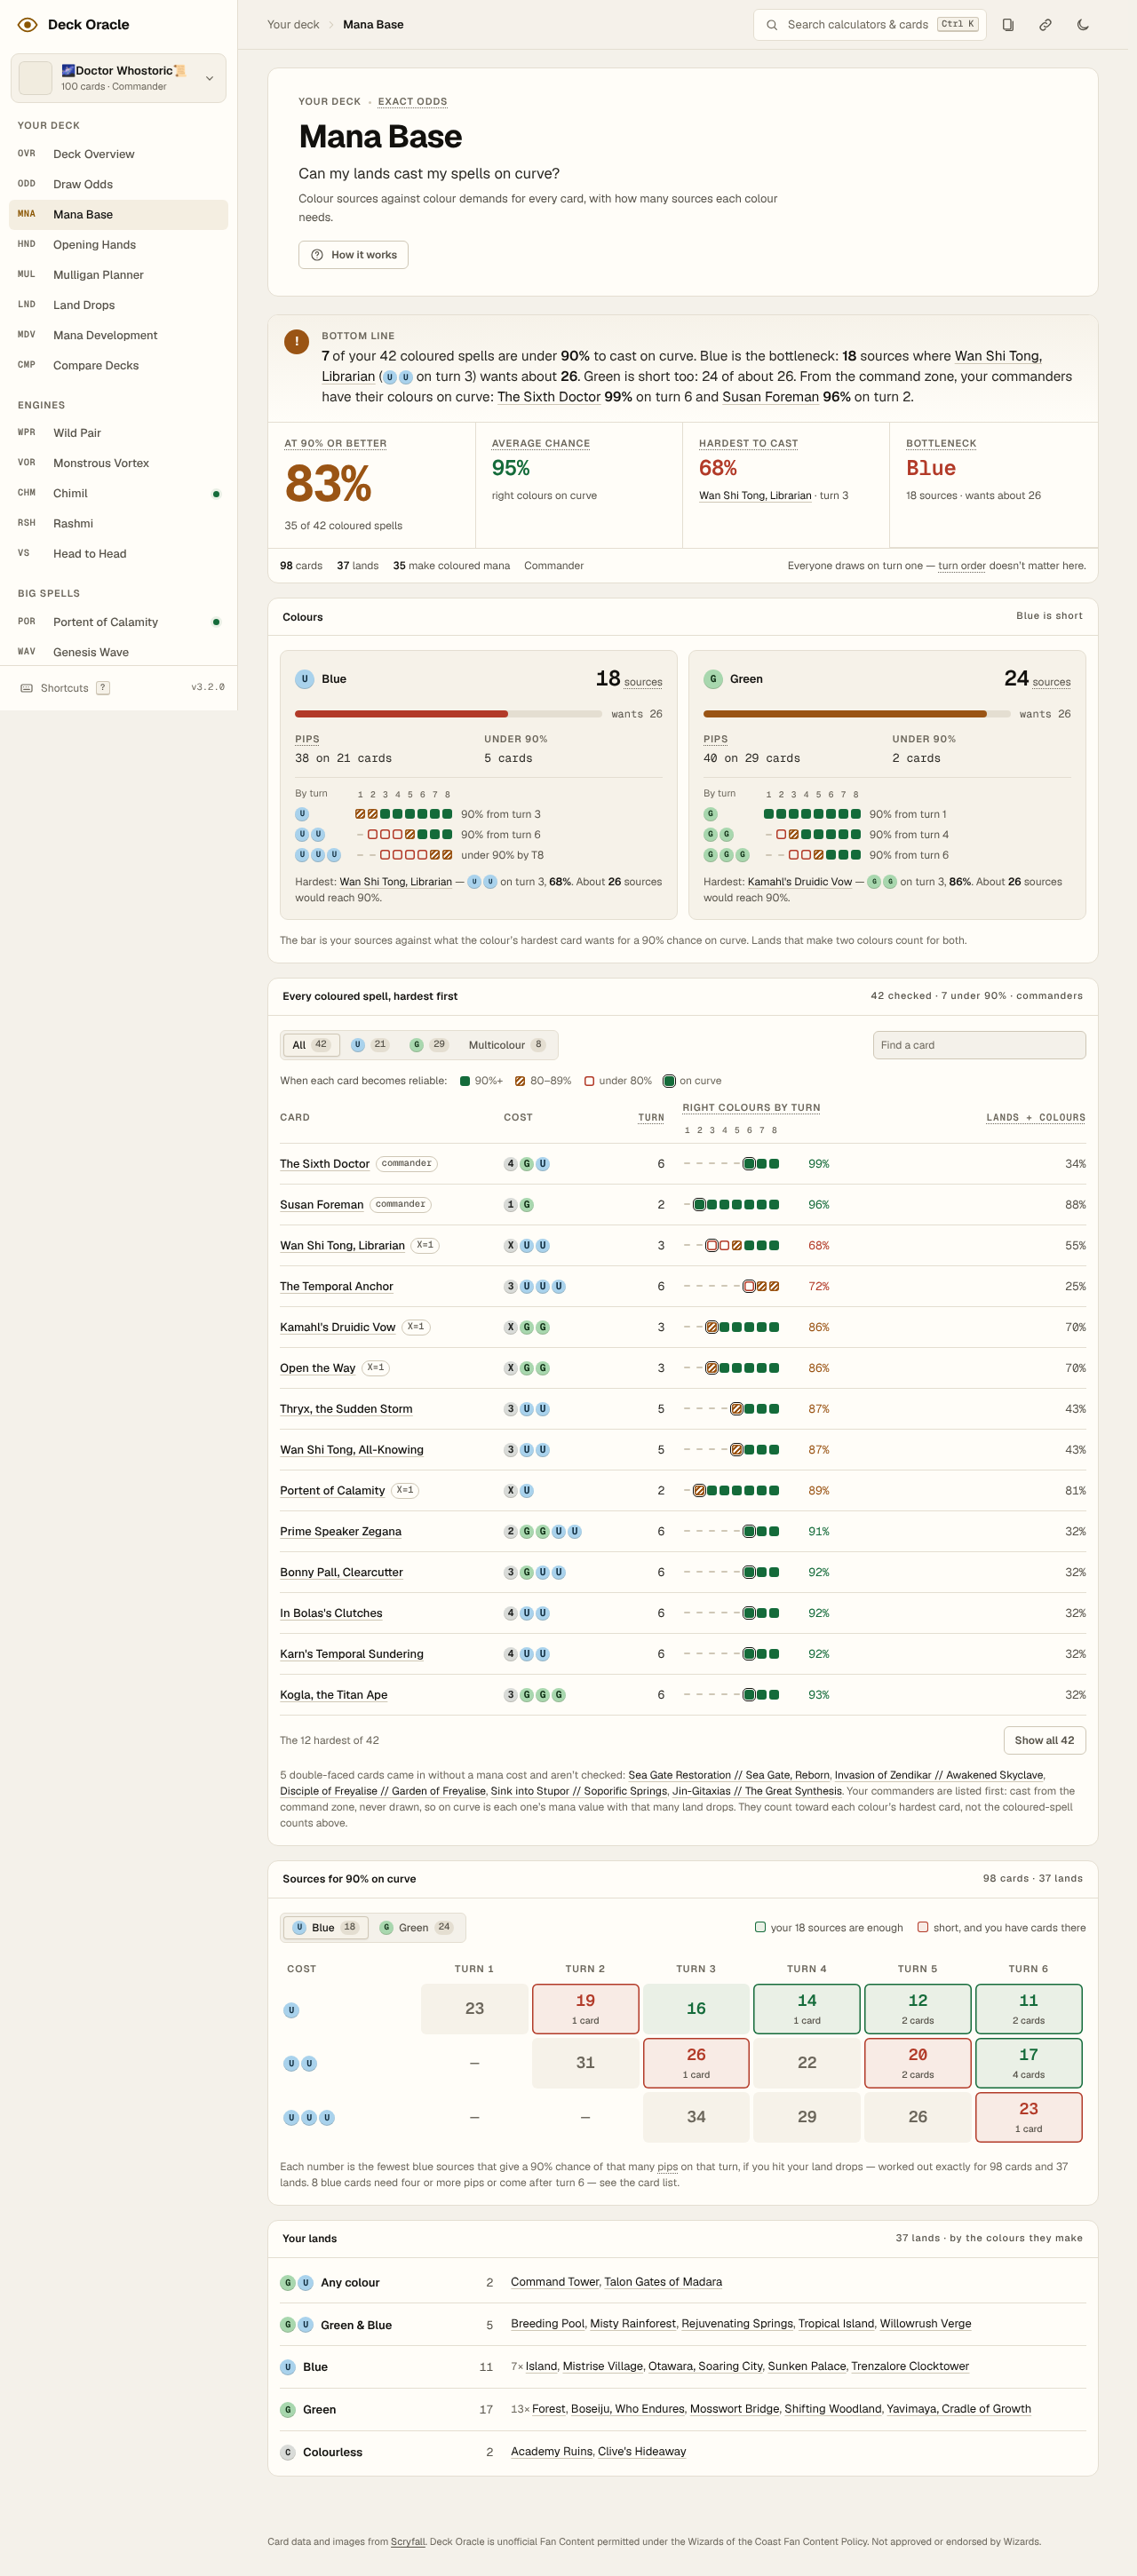 Deck Oracle
🌌Doctor Whostoric📜
100 cards · Commander
YOUR DECK
OVR Deck Overview
ODD Draw Odds
MNA Mana Base
HND Opening Hands
MUL Mulligan Planner
LND Land Drops
MDV Mana Development
CMP Compare Decks
ENGINES
WPR Wild Pair
VOR Monstrous Vortex
CHM Chimil
RSH Rashmi
VS Head to Head
BIG SPELLS
POR Portent of Calamity
WAV Genesis Wave
Shortcuts ?
v3.2.0
Your deck › Mana Base
Search calculators & cards Ctrl K
YOUR DECK • EXACT ODDS
Mana Base
Can my lands cast my spells on curve?
Colour sources against colour demands for every card, with how many sources each colour
needs.
How it works
!
BOTTOM LINE
7 of your 42 coloured spells are under 90% to cast on curve. Blue is the bottleneck: 18 sources where Wan Shi Tong,
Librarian (U U on turn 3) wants about 26. Green is short too: 24 of about 26. From the command zone, your commanders
have their colours on curve: The Sixth Doctor 99% on turn 6 and Susan Foreman 96% on turn 2.
AT 90% OR BETTER
83%
35 of 42 coloured spells
AVERAGE CHANCE
95%
right colours on curve
HARDEST TO CAST
68%
Wan Shi Tong, Librarian · turn 3
BOTTLENECK
Blue
18 sources · wants about 26
98 cards 37 lands 35 make coloured mana Commander
Everyone draws on turn one — turn order doesn't matter here.
Colours
Blue is short
U Blue 18 sources
wants 26
PIPS UNDER 90%
38 on 21 cards 5 cards
By turn 1 2 3 4 5 6 7 8
U 90% from turn 3
U U – 90% from turn 6
U U U – – under 90% by T8
Hardest: Wan Shi Tong, Librarian — U U on turn 3, 68%. About 26 sources
would reach 90%.
G Green 24 sources
wants 26
PIPS UNDER 90%
40 on 29 cards 2 cards
By turn 1 2 3 4 5 6 7 8
G 90% from turn 1
G G – 90% from turn 4
G G G – – 90% from turn 6
Hardest: Kamahl's Druidic Vow — G G on turn 3, 86%. About 26 sources
would reach 90%.
The bar is your sources against what the colour's hardest card wants for a 90% chance on curve. Lands that make two colours count for both.
Every coloured spell, hardest first
42 checked · 7 under 90% · commanders
All 42 U 21 G 29 Multicolour 8
Find a card
When each card becomes reliable: 90%+ 80–89% under 80% on curve
CARD COST TURN RIGHT COLOURS BY TURN LANDS + COLOURS
1 2 3 4 5 6 7 8
The Sixth Doctor commander 4 G U 6 – – – – – 99% 34%
Susan Foreman commander 1 G 2 – 96% 88%
Wan Shi Tong, Librarian X=1 X U U 3 – – 68% 55%
The Temporal Anchor 3 U U U 6 – – – – – 72% 25%
Kamahl's Druidic Vow X=1 X G G 3 – – 86% 70%
Open the Way X=1 X G G 3 – – 86% 70%
Thryx, the Sudden Storm 3 U U 5 – – – – 87% 43%
Wan Shi Tong, All-Knowing 3 U U 5 – – – – 87% 43%
Portent of Calamity X=1 X U 2 – 89% 81%
Prime Speaker Zegana 2 G G U U 6 – – – – – 91% 32%
Bonny Pall, Clearcutter 3 G U U 6 – – – – – 92% 32%
In Bolas's Clutches 4 U U 6 – – – – – 92% 32%
Karn's Temporal Sundering 4 U U 6 – – – – – 92% 32%
Kogla, the Titan Ape 3 G G G 6 – – – – – 93% 32%
The 12 hardest of 42
Show all 42
5 double-faced cards came in without a mana cost and aren't checked: Sea Gate Restoration // Sea Gate, Reborn, Invasion of Zendikar // Awakened Skyclave,
Disciple of Freyalise // Garden of Freyalise, Sink into Stupor // Soporific Springs, Jin-Gitaxias // The Great Synthesis. Your commanders are listed first: cast from the
command zone, never drawn, so on curve is each one's mana value with that many land drops. They count toward each colour's hardest card, not the coloured-spell
counts above.
Sources for 90% on curve
98 cards · 37 lands
U Blue 18 G Green 24
your 18 sources are enough short, and you have cards there
COST TURN 1 TURN 2 TURN 3 TURN 4 TURN 5 TURN 6
U 23 19 16 14 12 11
1 card 1 card 2 cards 2 cards
U U – 31 26 22 20 17
1 card 2 cards 4 cards
U U U – – 34 29 26 23
1 card
Each number is the fewest blue sources that give a 90% chance of that many pips on that turn, if you hit your land drops — worked out exactly for 98 cards and 37
lands. 8 blue cards need four or more pips or come after turn 6 — see the card list.
Your lands
37 lands · by the colours they make
G U Any colour 2 Command Tower, Talon Gates of Madara
G U Green & Blue 5 Breeding Pool, Misty Rainforest, Rejuvenating Springs, Tropical Island, Willowrush Verge
U Blue 11 7× Island, Mistrise Village, Otawara, Soaring City, Sunken Palace, Trenzalore Clocktower
G Green 17 13× Forest, Boseiju, Who Endures, Mosswort Bridge, Shifting Woodland, Yavimaya, Cradle of Growth
C Colourless 2 Academy Ruins, Clive's Hideaway
Card data and images from Scryfall. Deck Oracle is unofficial Fan Content permitted under the Wizards of the Coast Fan Content Policy. Not approved or endorsed by Wizards.